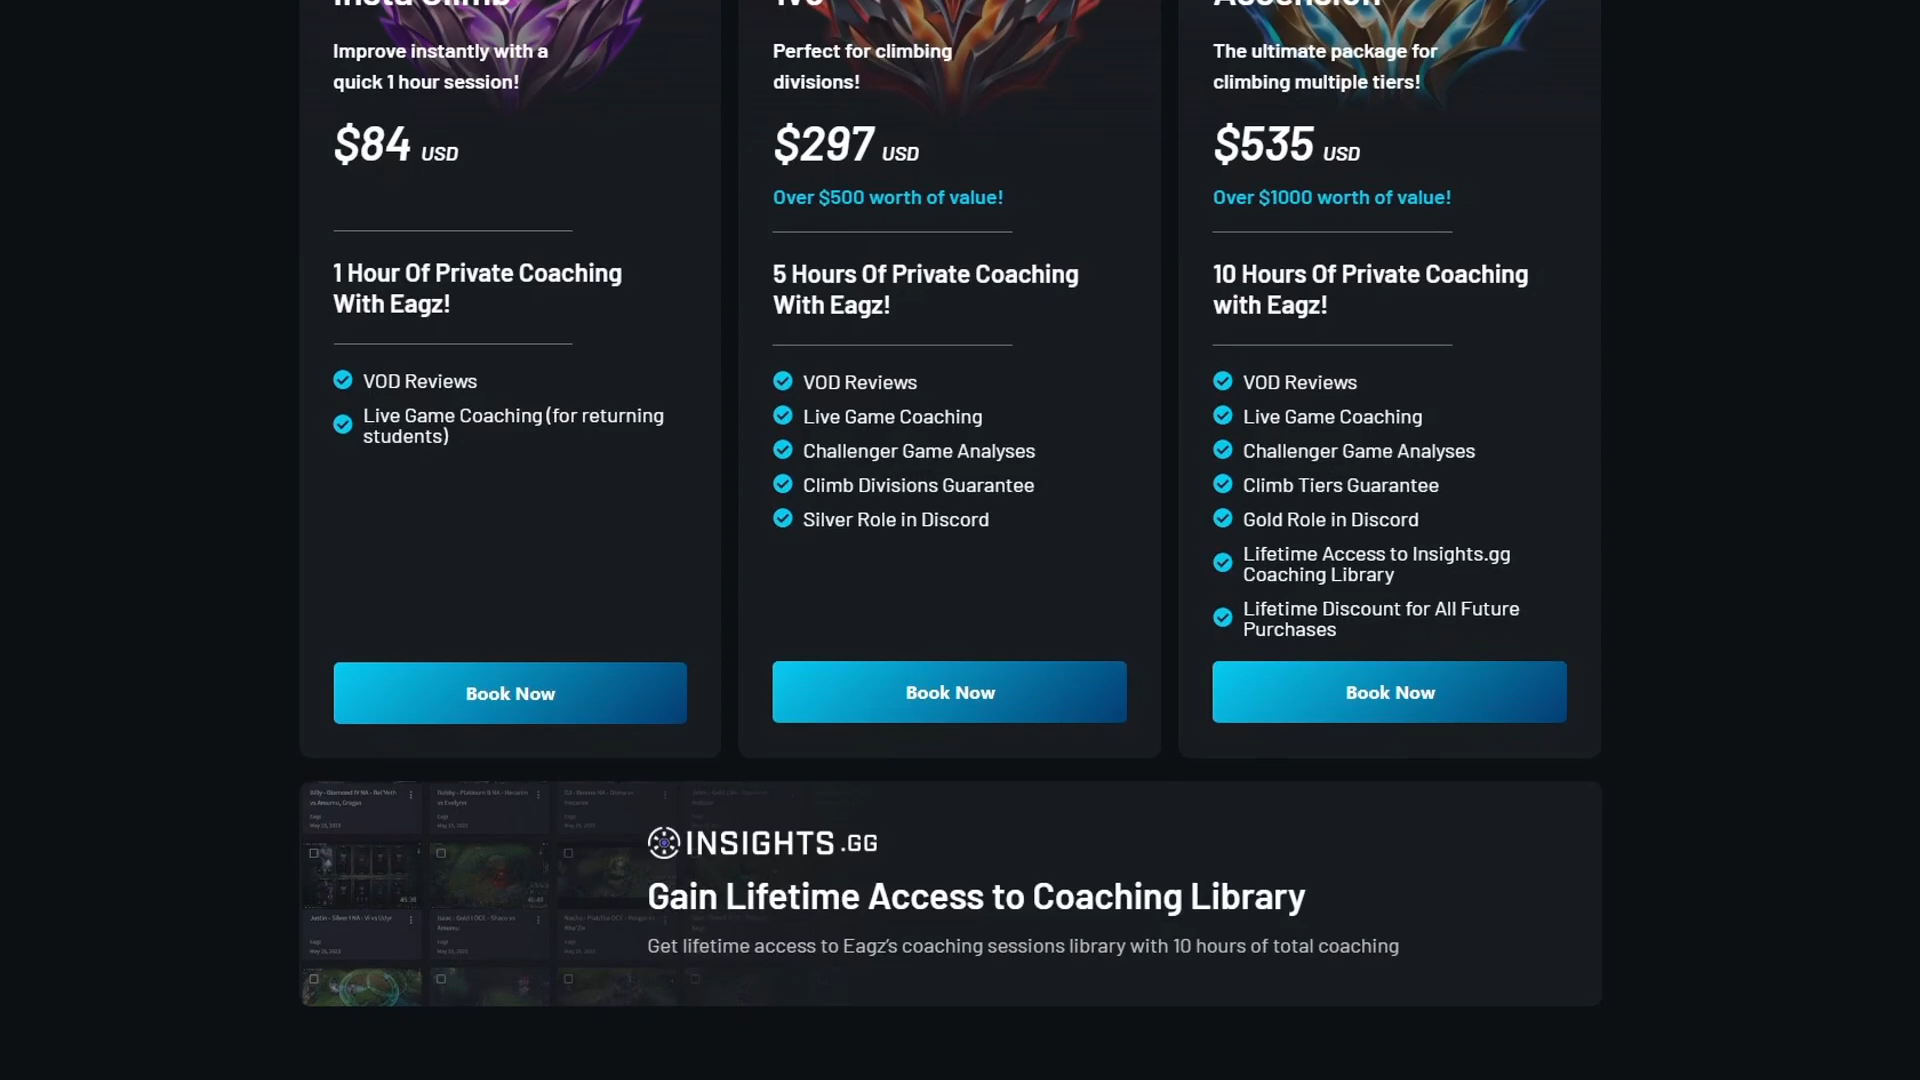 Insta Climb
Improve instantly with a
quick 1 hour session!
$84 USD
1 Hour Of Private Coaching
With Eagz!
VOD Reviews
Live Game Coaching (for returning
students)
Book Now
1v9
Perfect for climbing
divisions!
$297 USD
Over $500 worth of value!
5 Hours Of Private Coaching
With Eagz!
VOD Reviews
Live Game Coaching
Challenger Game Analyses
Climb Divisions Guarantee
Silver Role in Discord
Book Now
Ascension
The ultimate package for
climbing multiple tiers!
$535 USD
Over $1000 worth of value!
10 Hours Of Private Coaching
with Eagz!
VOD Reviews
Live Game Coaching
Challenger Game Analyses
Climb Tiers Guarantee
Gold Role in Discord
Lifetime Access to Insights.gg
Coaching Library
Lifetime Discount for All Future
Purchases
Book Now
INSIGHTS.GG
Gain Lifetime Access to Coaching Library
Get lifetime access to Eagz’s coaching sessions library with 10 hours of total coaching